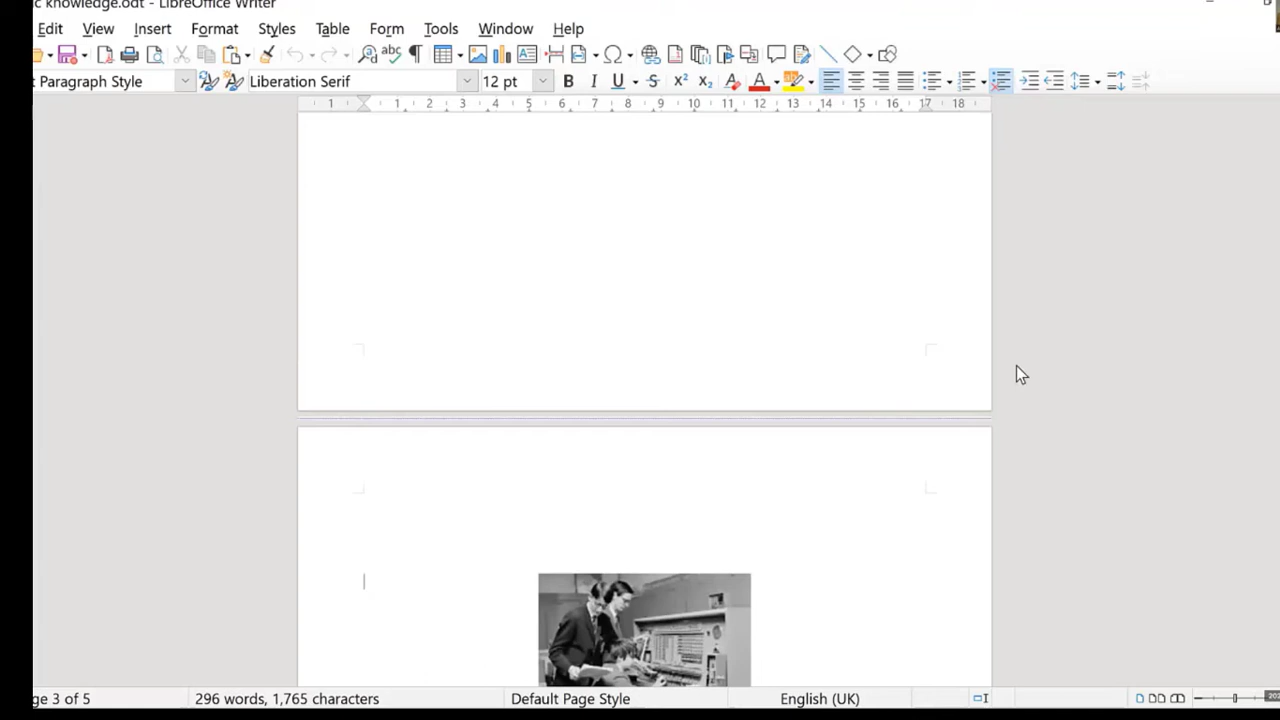 c knowledge.odt - LibreOffice Writer
Edit View Insert Format Styles Table Form Tools Window Help
t Paragraph Style Liberation Serif 12 pt
1 1 2 3 4 5 6 7 8 9 10 11 12 13 14 15 16 17 18
ge 3 of 5 296 words, 1,765 characters Default Page Style English (UK)